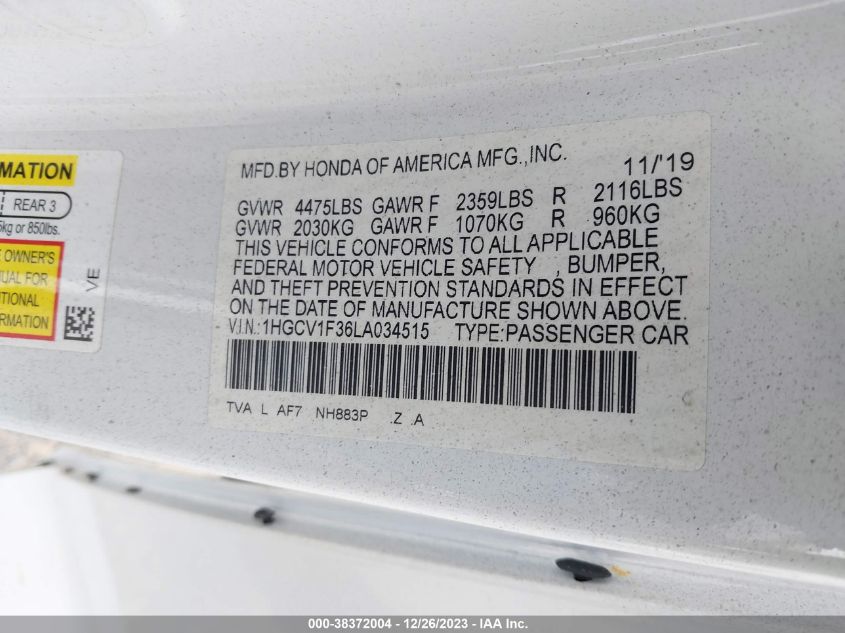 MATION
REAR 3
kg or 850lbs.
OWNER'S
UAL FOR
TIONAL
ATION
VE
MFD.BY HONDA OF AMERICA MFG.,INC. 11/'19
GVWR 4475LBS GAWR F 2359LBS R 2116LBS
GVWR 2030KG GAWR F 1070KG R 960KG
THIS VEHICLE CONFORMS TO ALL APPLICABLE
FEDERAL MOTOR VEHICLE SAFETY , BUMPER,
AND THEFT PREVENTION STANDARDS IN EFFECT
ON THE DATE OF MANUFACTURE SHOWN ABOVE.
V.I.N.:1HGCV1F36LA034515 TYPE:PASSENGER CAR
TVA L AF7 NH883P .Z .A
000-38372004 - 12/26/2023 - IAA Inc.